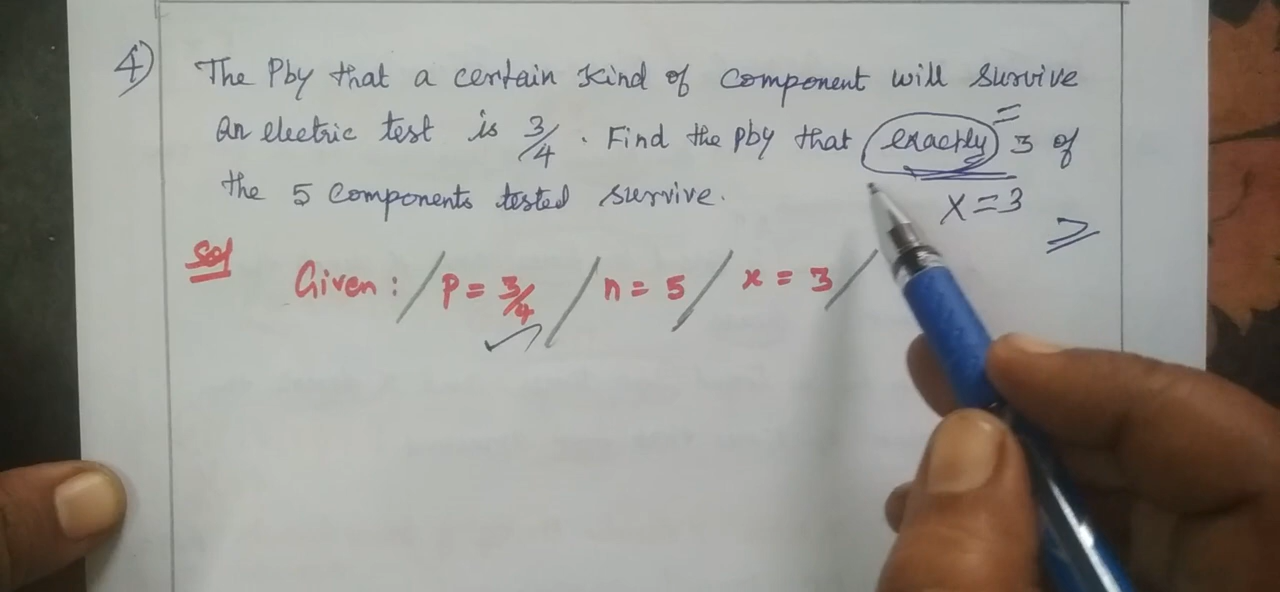 4) The Pby that a certain kind of component will survive
an electric test is 3/4. Find the Pby that exactly 3 of
the 5 components tested survive.
x=3
Sol
Given: / p = 3/4 / n = 5 / x = 3 /